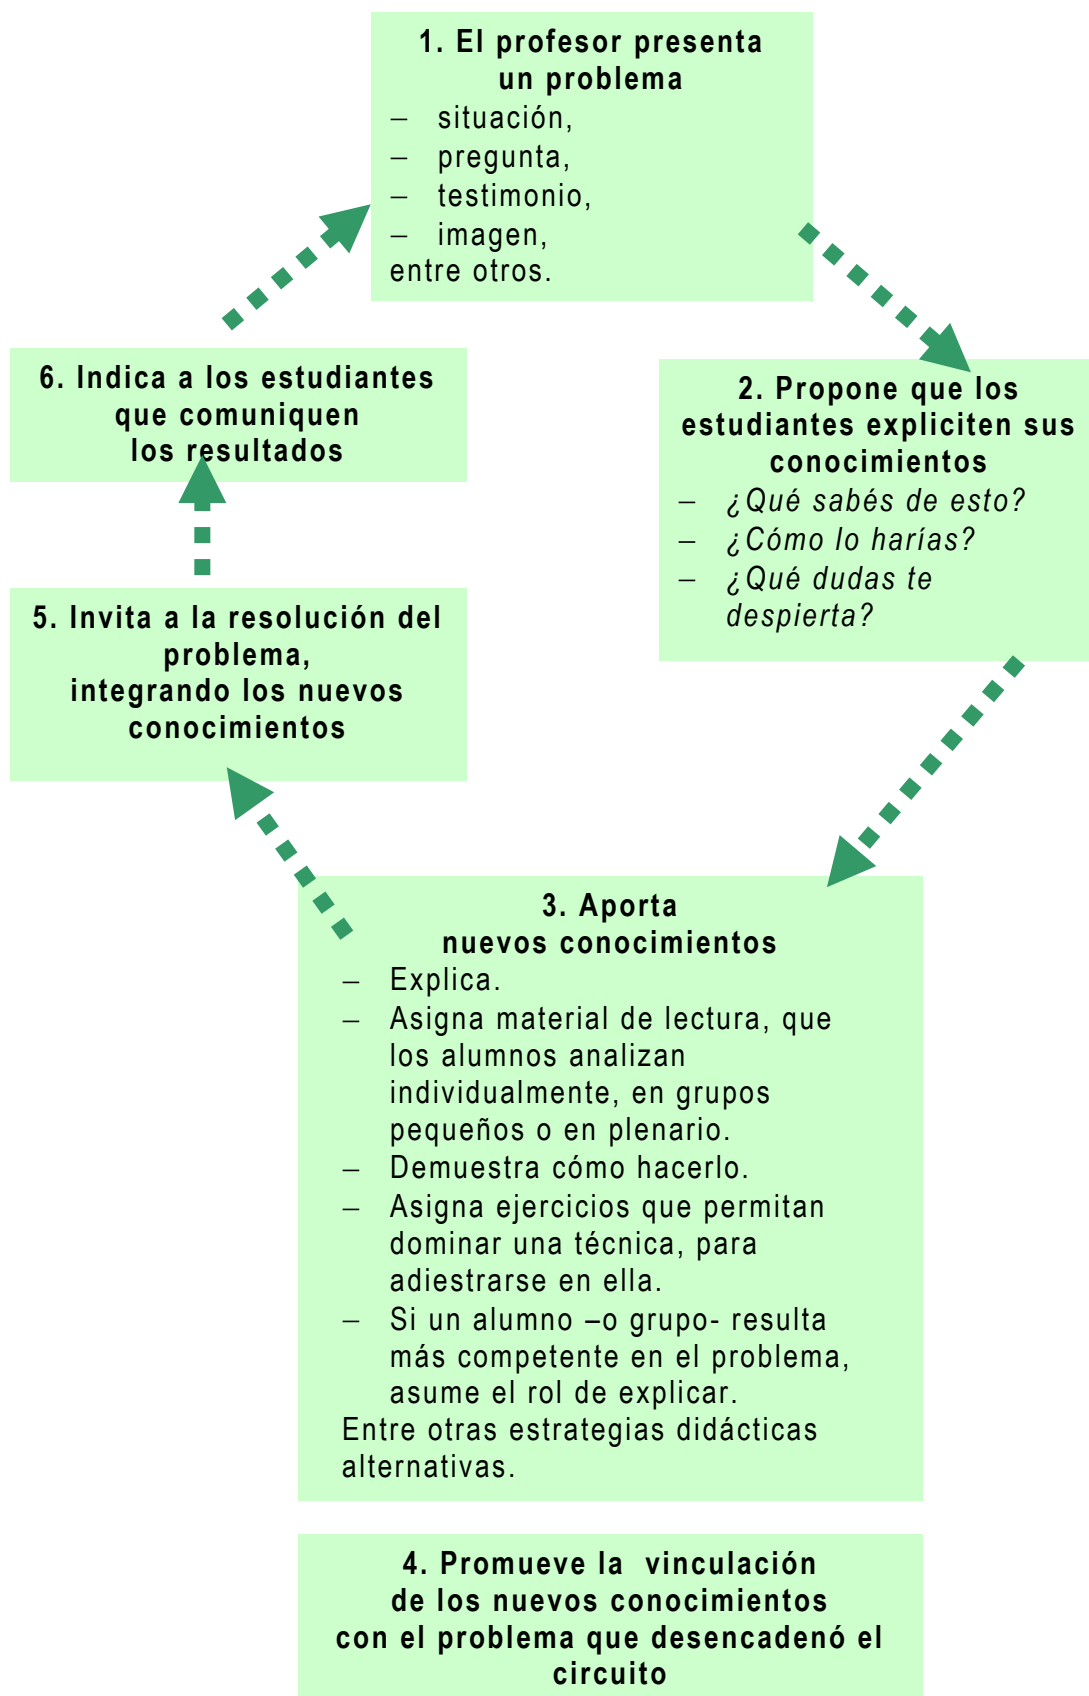 1. El profesor presenta
un problema
– situación,
– pregunta,
– testimonio,
– imagen,
entre otros.
2. Propone que los
estudiantes expliciten sus
conocimientos
– ¿Qué sabés de esto?
– ¿Cómo lo harías?
– ¿Qué dudas te
despierta?
3. Aporta
nuevos conocimientos
– Explica.
– Asigna material de lectura, que
los alumnos analizan
individualmente, en grupos
pequeños o en plenario.
– Demuestra cómo hacerlo.
– Asigna ejercicios que permitan
dominar una técnica, para
adiestrarse en ella.
– Si un alumno –o grupo- resulta
más competente en el problema,
asume el rol de explicar.
Entre otras estrategias didácticas
alternativas.
4. Promueve la  vinculación
de los nuevos conocimientos
con el problema que desencadenó el
circuito
5. Invita a la resolución del
problema,
integrando los nuevos
conocimientos
6. Indica a los estudiantes
que comuniquen
los resultados